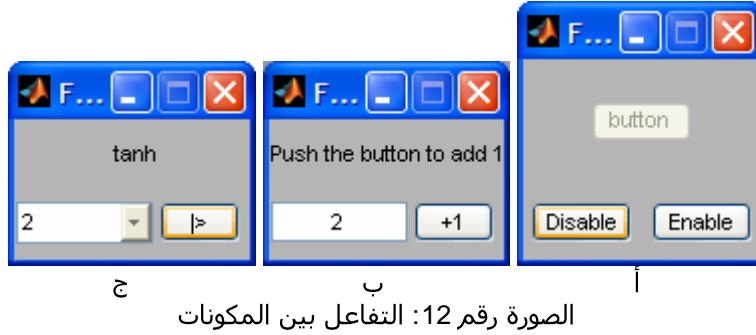 F...
F...
F...
tanh
Push the button to add 1
button
2
|>
2
+1
Disable
Enable
ج
ب
أ
الصورة رقم 12: التفاعل بين المكونات